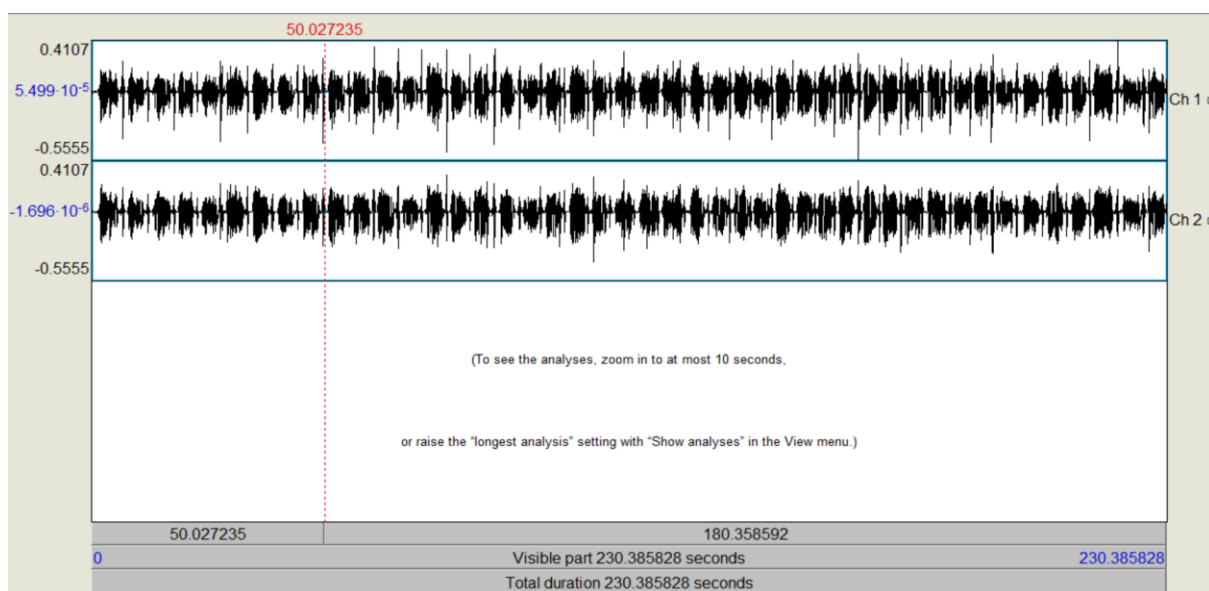 50.027235
0.4107
5.499·10⁻⁵
Ch 1
-0.5555
0.4107
-1.696·10⁻⁶
Ch 2
-0.5555
(To see the analyses, zoom in to at most 10 seconds,
or raise the "longest analysis" setting with "Show analyses" in the View menu.)
50.027235 180.358592
0 Visible part 230.385828 seconds 230.385828
Total duration 230.385828 seconds